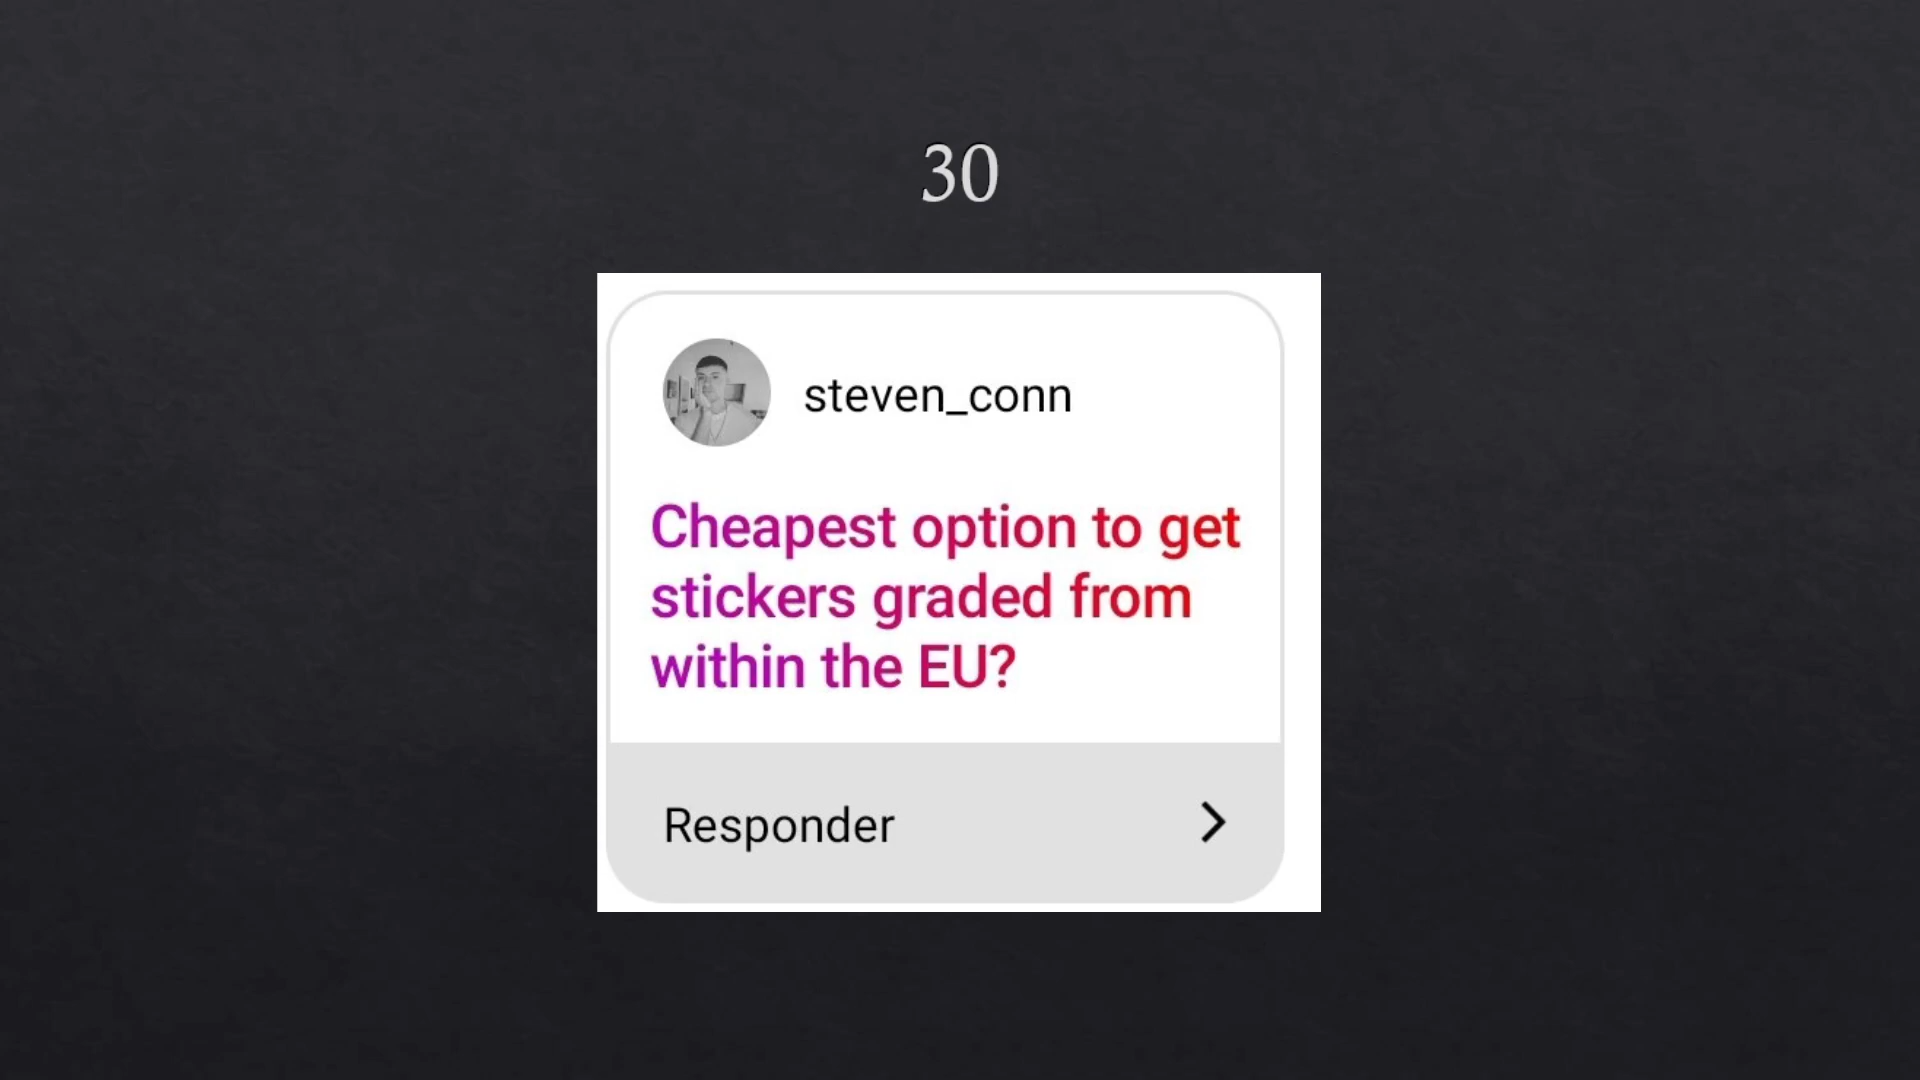 30
steven_conn
Cheapest option to get
stickers graded from
within the EU?
Responder